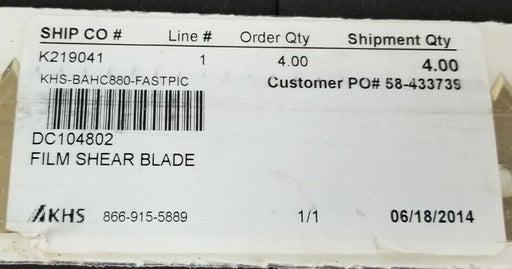 SHIP CO # Line # Order Qty Shipment Qty
K219041 1 4.00 4.00
KHS-BAHC880-FASTPIC Customer PO# 58-433739
DC104802
FILM SHEAR BLADE
KHS 866-915-5889 1/1 06/18/2014